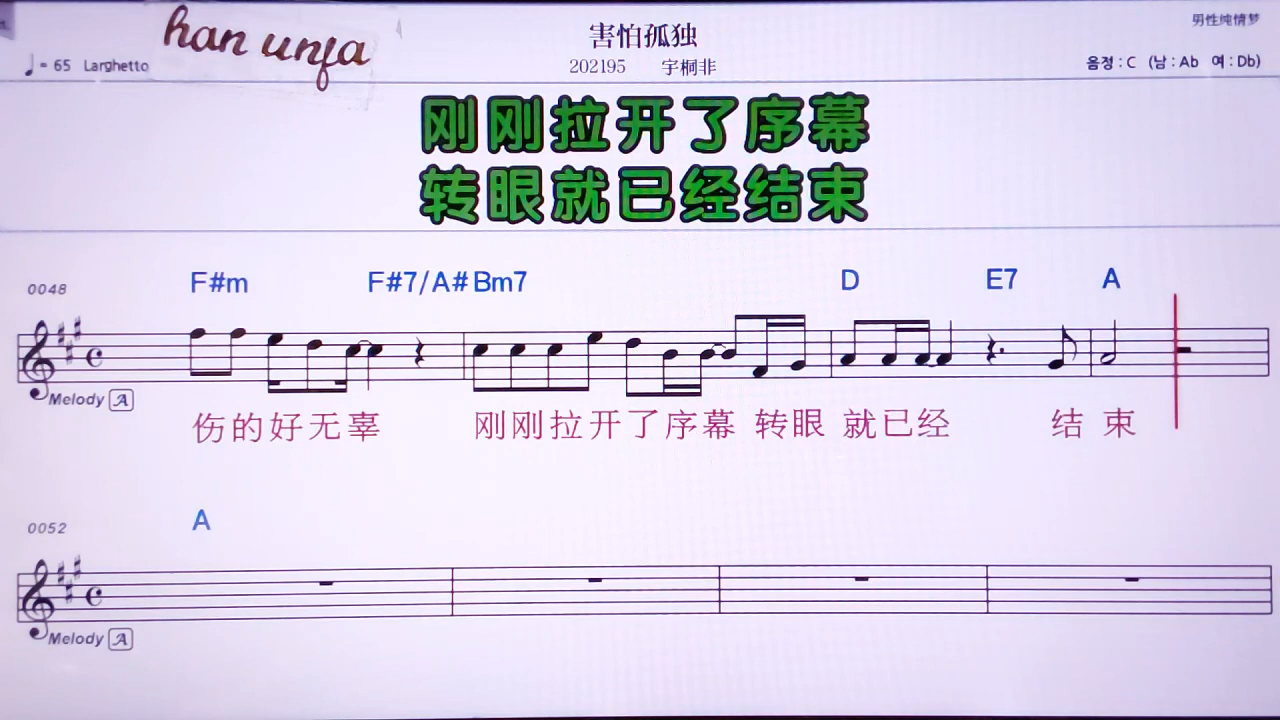 han unja
害怕孤独
男性纯情梦
♩= 65 Larghetto
202195 宇桐非
음정 : C (남 : Ab 여 : Db)
刚刚拉开了序幕
转眼就已经结束
0048
F#m F#7/A# Bm7 D E7 A
Melody A
伤的好无辜 刚刚拉开了序幕 转眼 就已经 结 束
0052
A
Melody A